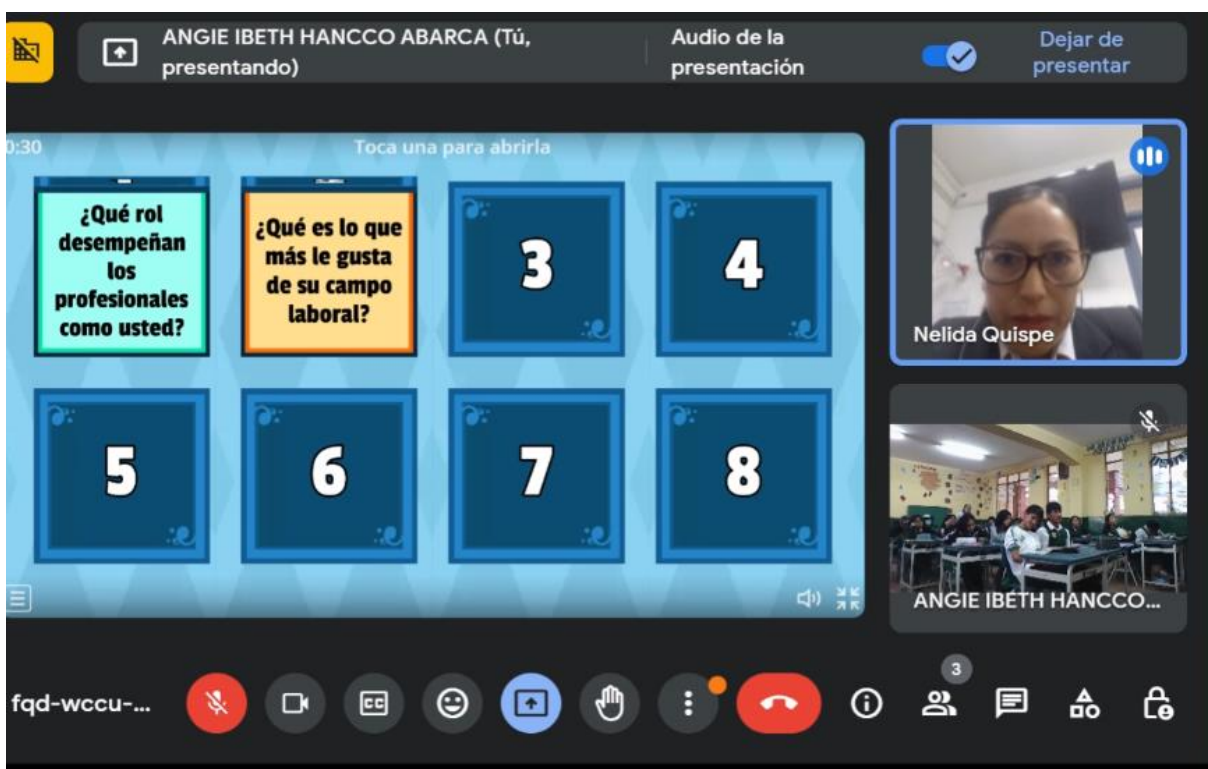 ANGIE IBETH HANCCO ABARCA (Tú,
presentando)
Audio de la
presentación
Dejar de
presentar
0:30
Toca una para abrirla
¿Qué rol
desempeñan
los
profesionales
como usted?
¿Qué es lo que
más le gusta
de su campo
laboral?
3
4
5
6
7
8
Nelida Quispe
ANGIE IBETH HANCCO...
fqd-wccu-...
CC
3